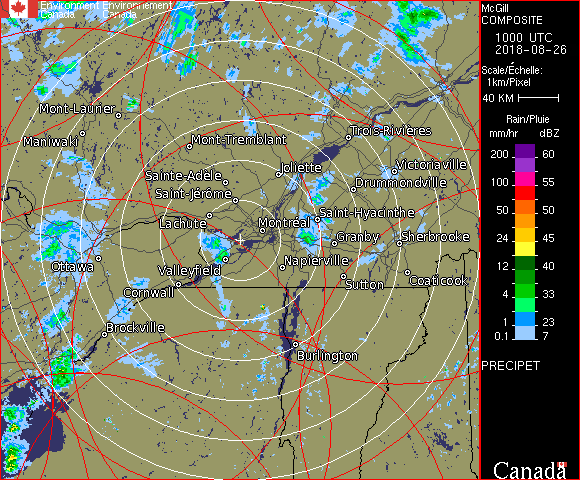 Environment Environnement
Canada Canada
McGill
COMPOSITE
1000 UTC
2018-08-26
Scale/Échelle:
1km/Pixel
40 KM
Rain/Pluie
mm/hr dBZ
200 60
150 57
100 55
50 50
24 45
12 40
4 33
1 23
0.1 7
PRECIPET
Canada
Mont-Laurier
Maniwaki
Mont-Tremblant
Trois-Rivières
Joliette
Victoriaville
Sainte-Adèle
Drummondville
Saint-Jérôme
Saint-Hyacinthe
Lachute
Montréal
Granby
Sherbrooke
Ottawa
Valleyfield
Napierville
Cornwall
Sutton
Coaticook
Brockville
Burlington